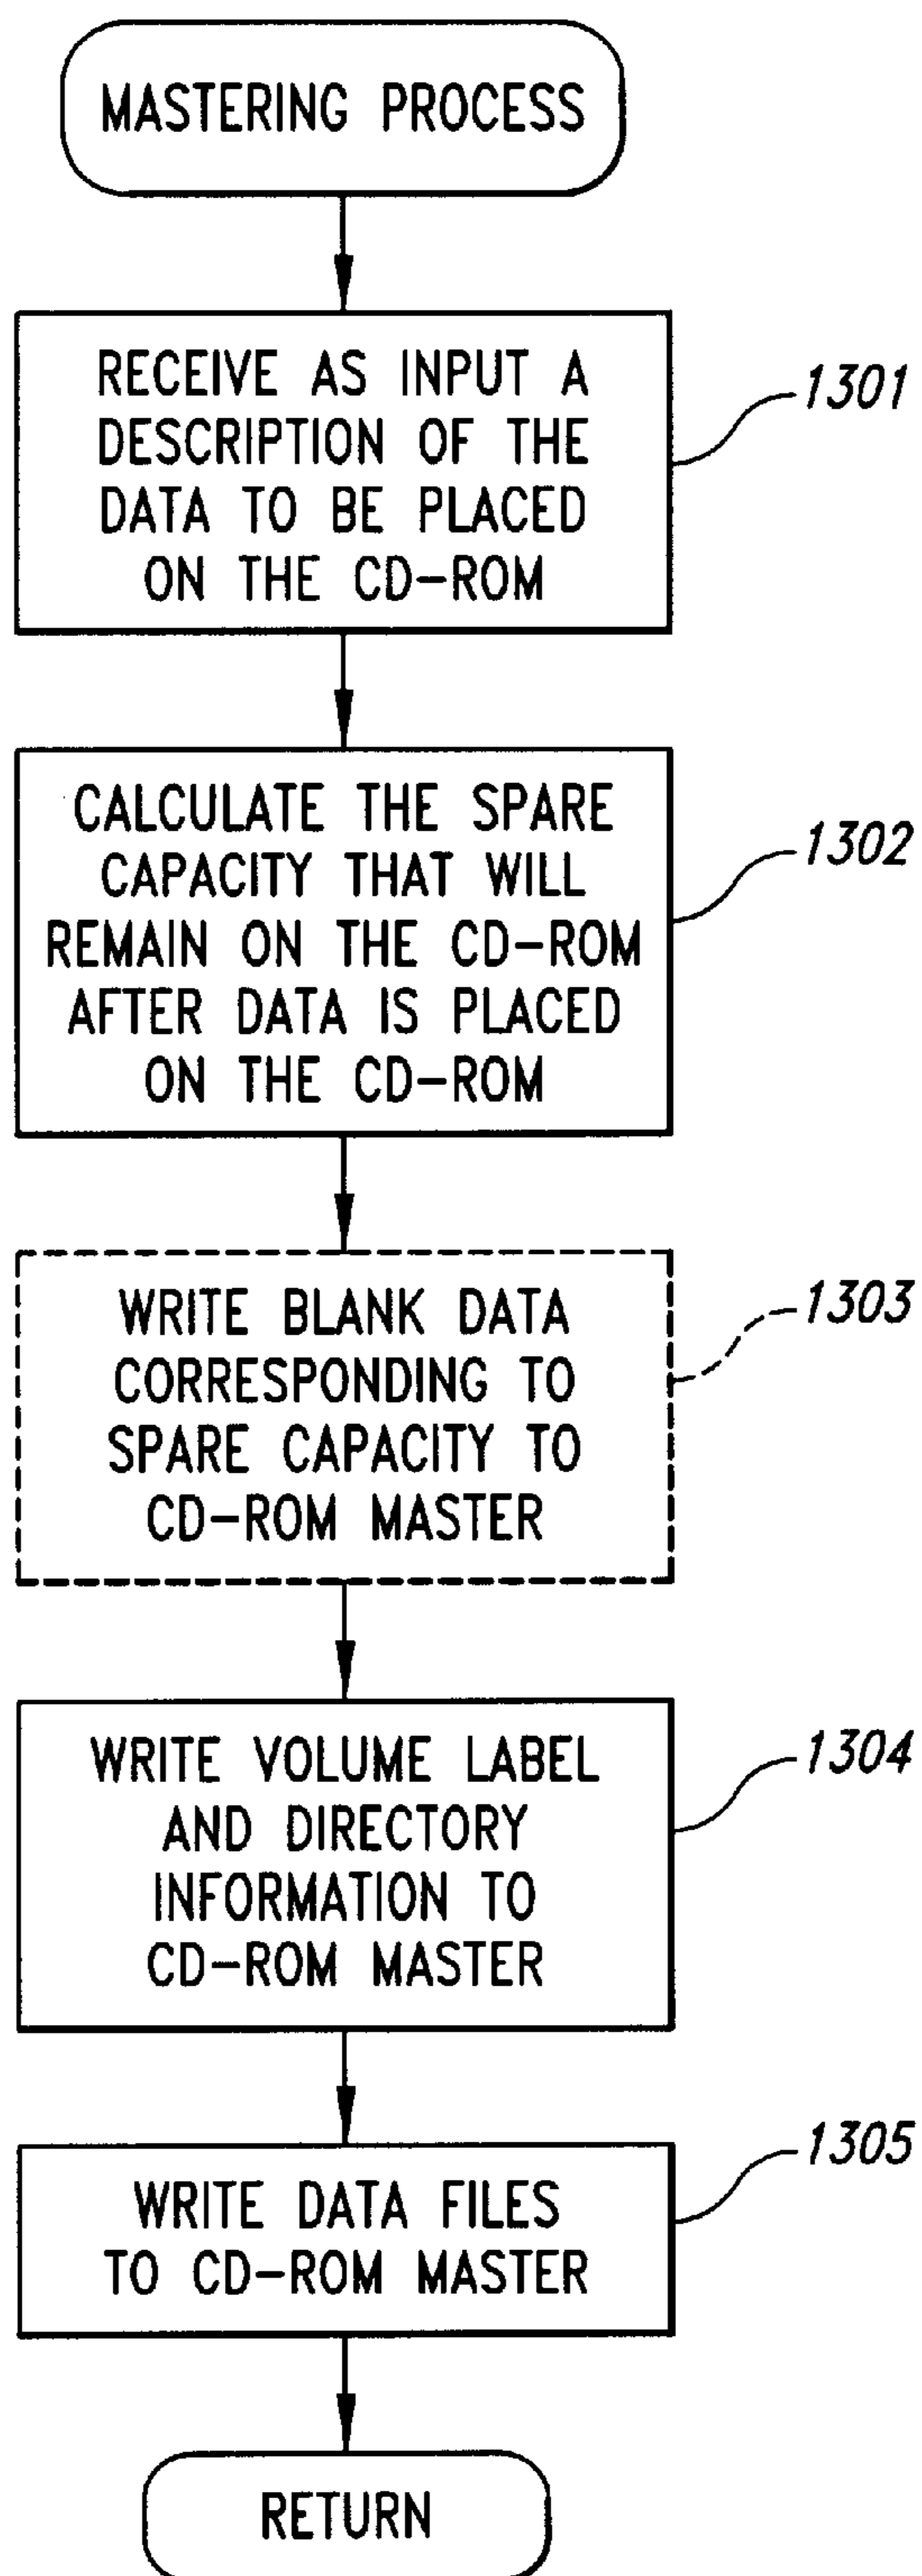 MASTERING PROCESS
RECEIVE AS INPUT A
DESCRIPTION OF THE
DATA TO BE PLACED
ON THE CD-ROM
1301
CALCULATE THE SPARE
CAPACITY THAT WILL
REMAIN ON THE CD-ROM
AFTER DATA IS PLACED
ON THE CD-ROM
1302
WRITE BLANK DATA
CORRESPONDING TO
SPARE CAPACITY TO
CD-ROM MASTER
1303
WRITE VOLUME LABEL
AND DIRECTORY
INFORMATION TO
CD-ROM MASTER
1304
WRITE DATA FILES
TO CD-ROM MASTER
1305
RETURN